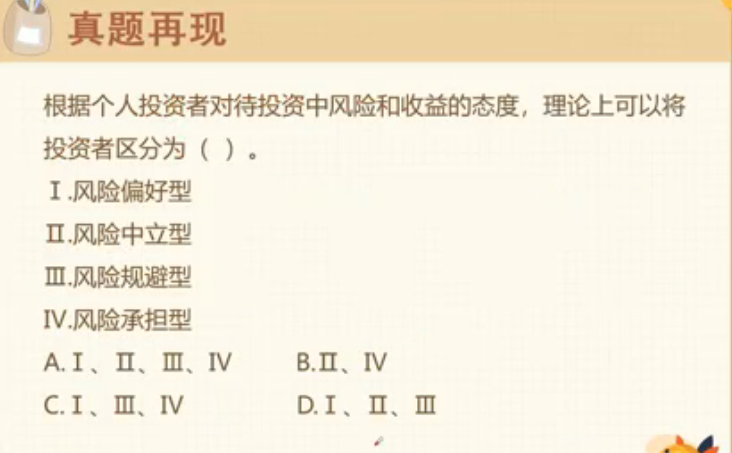 真题再现
根据个人投资者对待投资中风险和收益的态度，理论上可以将
投资者区分为（ ）。
Ⅰ.风险偏好型
Ⅱ.风险中立型
Ⅲ.风险规避型
Ⅳ.风险承担型
A.Ⅰ、Ⅱ、Ⅲ、Ⅳ B.Ⅱ、Ⅳ
C.Ⅰ、Ⅲ、Ⅳ D.Ⅰ、Ⅱ、Ⅲ